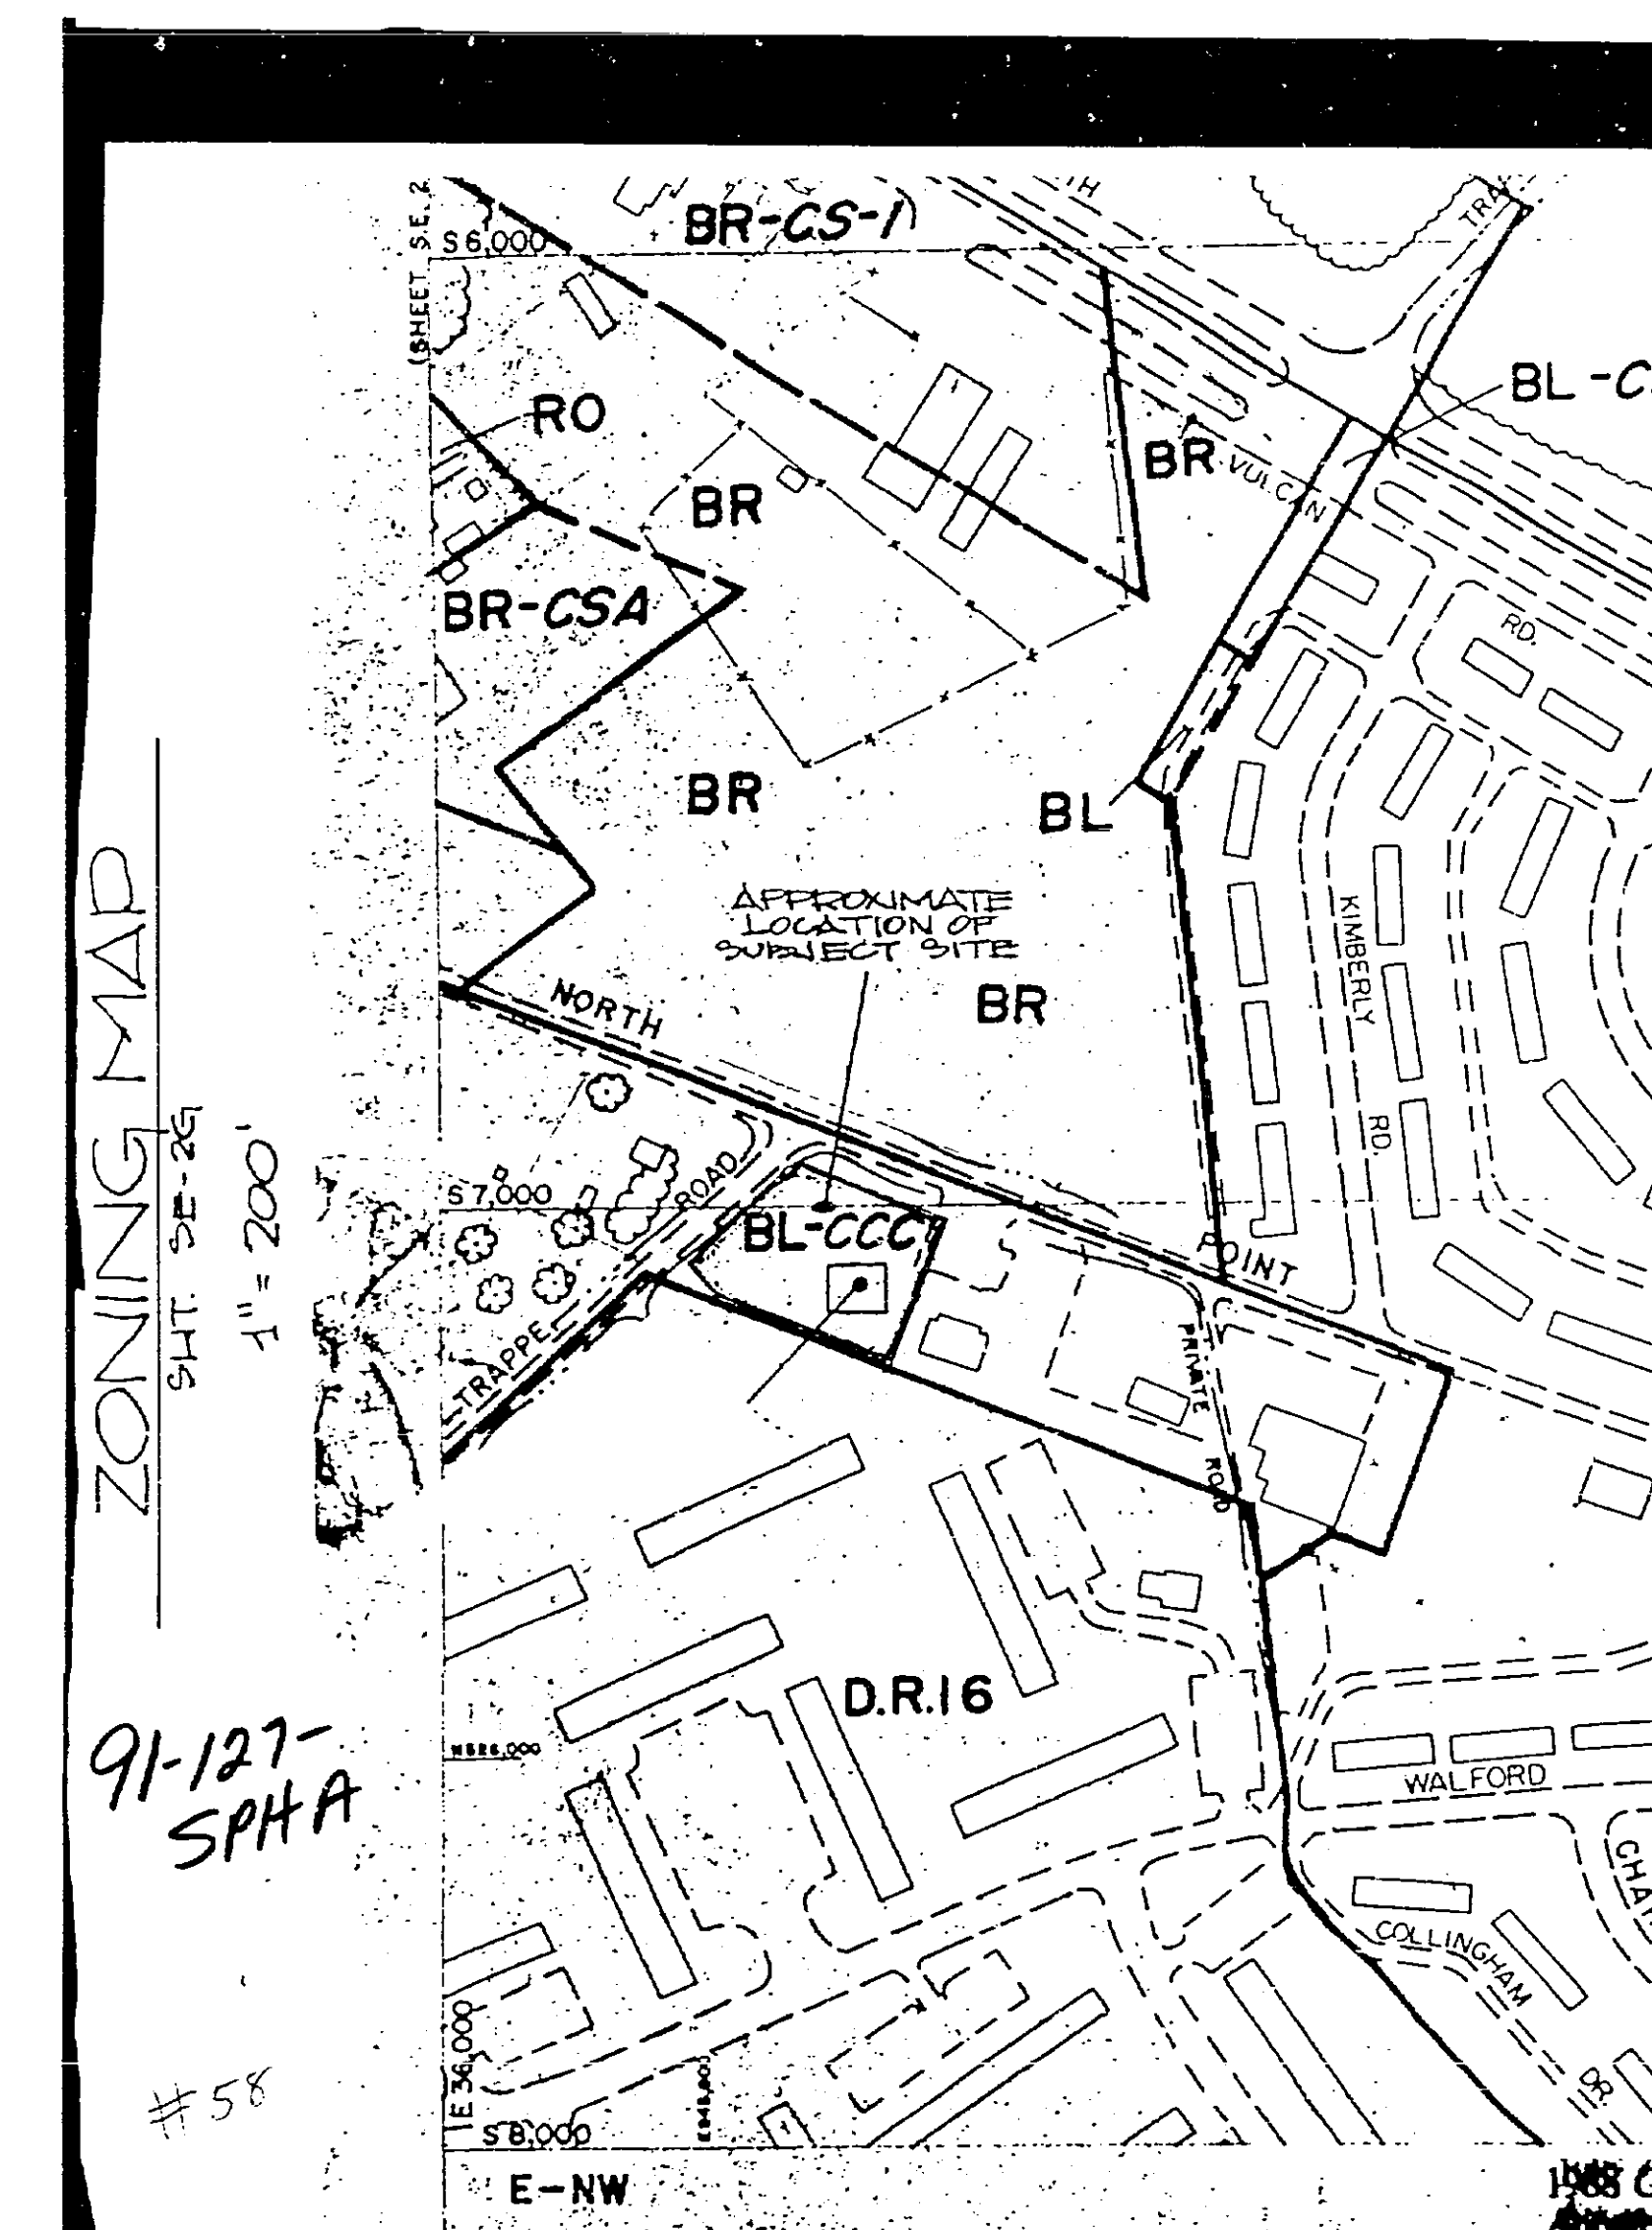 ZONING MAP
SHT. SE-2G
1" = 200'
91-127-
SPHA
#58
(SHEET S.E. 2
S 6,000
BR-CS-1
RO
BR
BR
VULCAN
RD.
BR-CSA
BR
BL
APPROXIMATE
LOCATION OF
SUBJECT SITE
BR
KIMBERLY
RD.
NORTH
POINT
S 7,000
TRAPPE
ROAD
BL-CCC
PRIVATE
ROAD
D.R.16
WALFORD
COLLINGHAM
DR.
E 36,000
S 8,000
E-NW